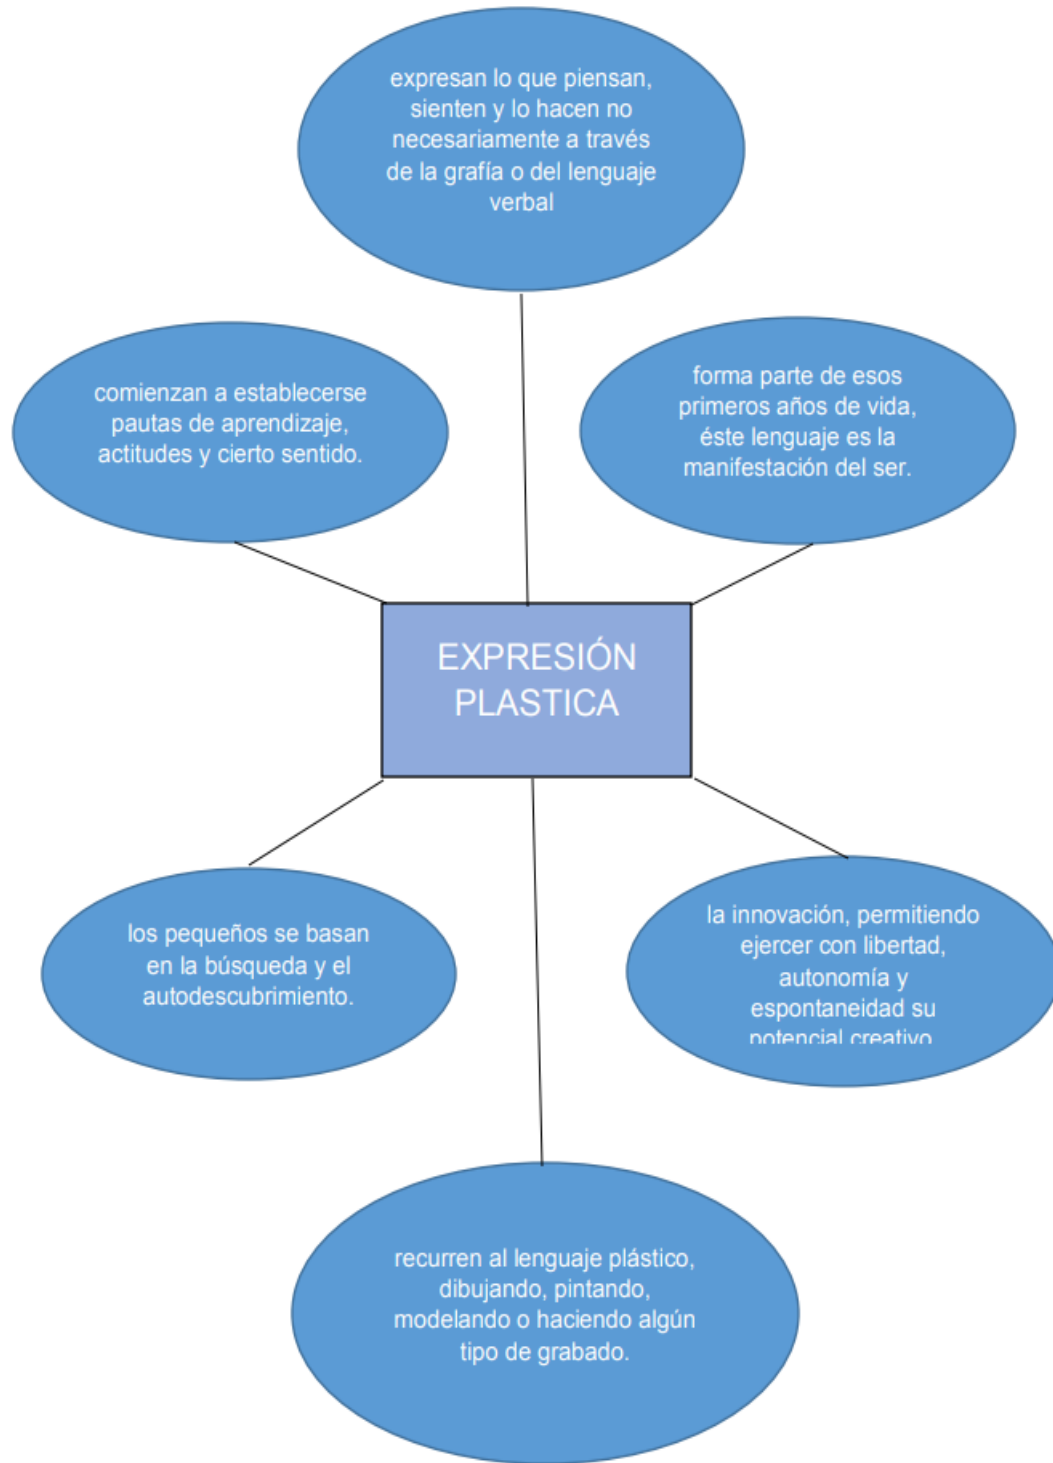 expresan lo que piensan,
sienten y lo hacen no
necesariamente a través
de la grafía o del lenguaje
verbal
comienzan a establecerse
pautas de aprendizaje,
actitudes y cierto sentido.
forma parte de esos
primeros años de vida,
éste lenguaje es la
manifestación del ser.
EXPRESIÓN
PLASTICA
los pequeños se basan
en la búsqueda y el
autodescubrimiento.
la innovación, permitiendo
ejercer con libertad,
autonomía y
espontaneidad su
potencial creativo
recurren al lenguaje plástico,
dibujando, pintando,
modelando o haciendo algún
tipo de grabado.